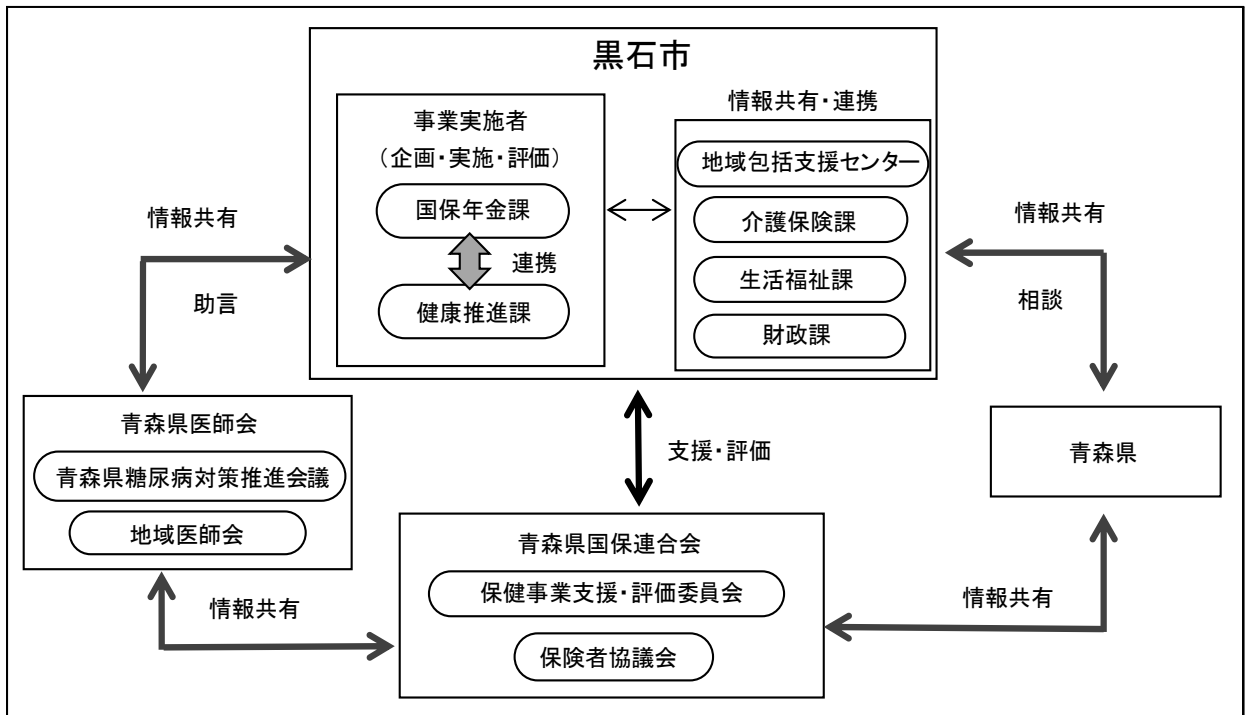 黒石市
事業実施者
（企画・実施・評価）
国保年金課
連携
健康推進課
情報共有・連携
地域包括支援センター
介護保険課
生活福祉課
財政課
情報共有
助言
情報共有
相談
青森県医師会
青森県糖尿病対策推進会議
地域医師会
支援・評価
青森県
青森県国保連合会
保健事業支援・評価委員会
保険者協議会
情報共有
情報共有